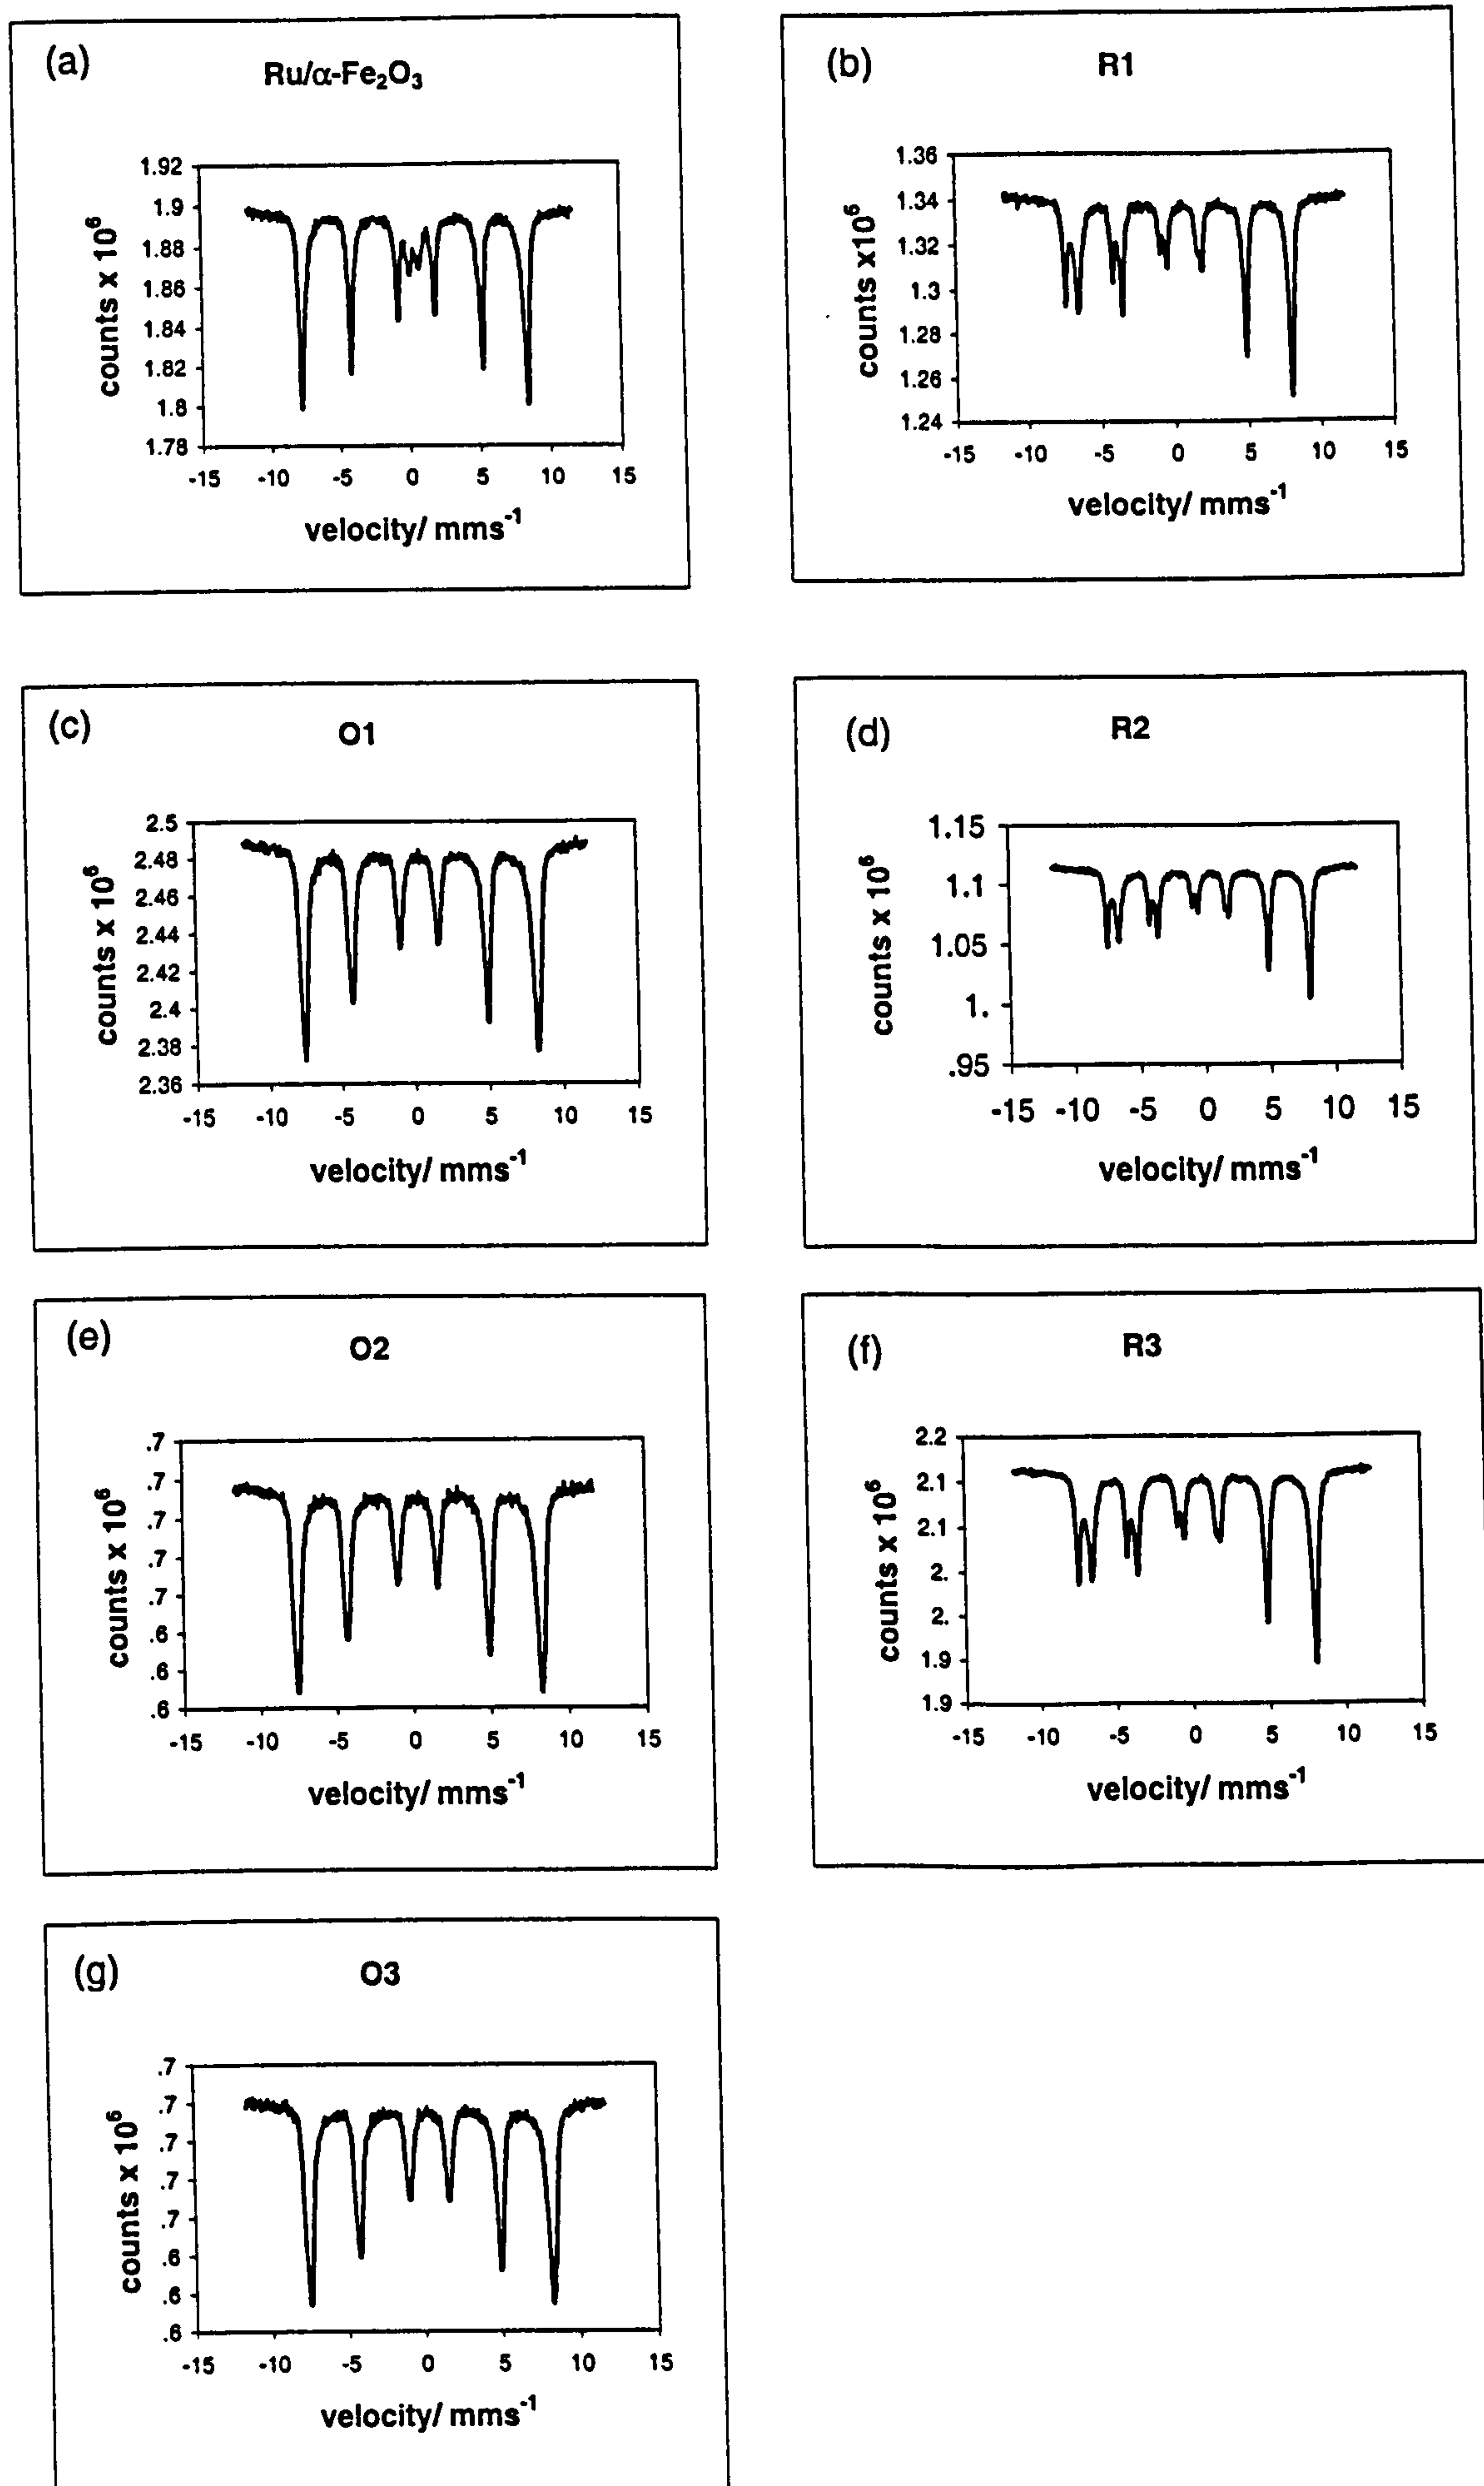 (a)
Ru/α-Fe₂O₃
1.92
1.9
1.88
1.86
1.84
1.82
1.8
1.78
counts x 10⁶
-15 -10 -5 0 5 10 15
velocity/ mms⁻¹
(b)
R1
1.36
1.34
1.32
1.3
1.28
1.26
1.24
counts x10⁶
-15 -10 -5 0 5 10 15
velocity/ mms⁻¹
(c)
O1
2.5
2.48
2.46
2.44
2.42
2.4
2.38
2.36
counts x 10⁶
-15 -10 -5 0 5 10 15
velocity/ mms⁻¹
(d)
R2
1.15
1.1
1.05
1.
.95
counts x 10⁶
-15 -10 -5 0 5 10 15
velocity/ mms⁻¹
(e)
O2
.7
.7
.7
.7
.7
.6
.6
.6
counts x 10⁶
-15 -10 -5 0 5 10 15
velocity/ mms⁻¹
(f)
R3
2.2
2.1
2.1
2.
2.
1.9
1.9
counts x 10⁶
-15 -10 -5 0 5 10 15
velocity/ mms⁻¹
(g)
O3
.7
.7
.7
.7
.7
.6
.6
.6
counts x 10⁶
-15 -10 -5 0 5 10 15
velocity/ mms⁻¹